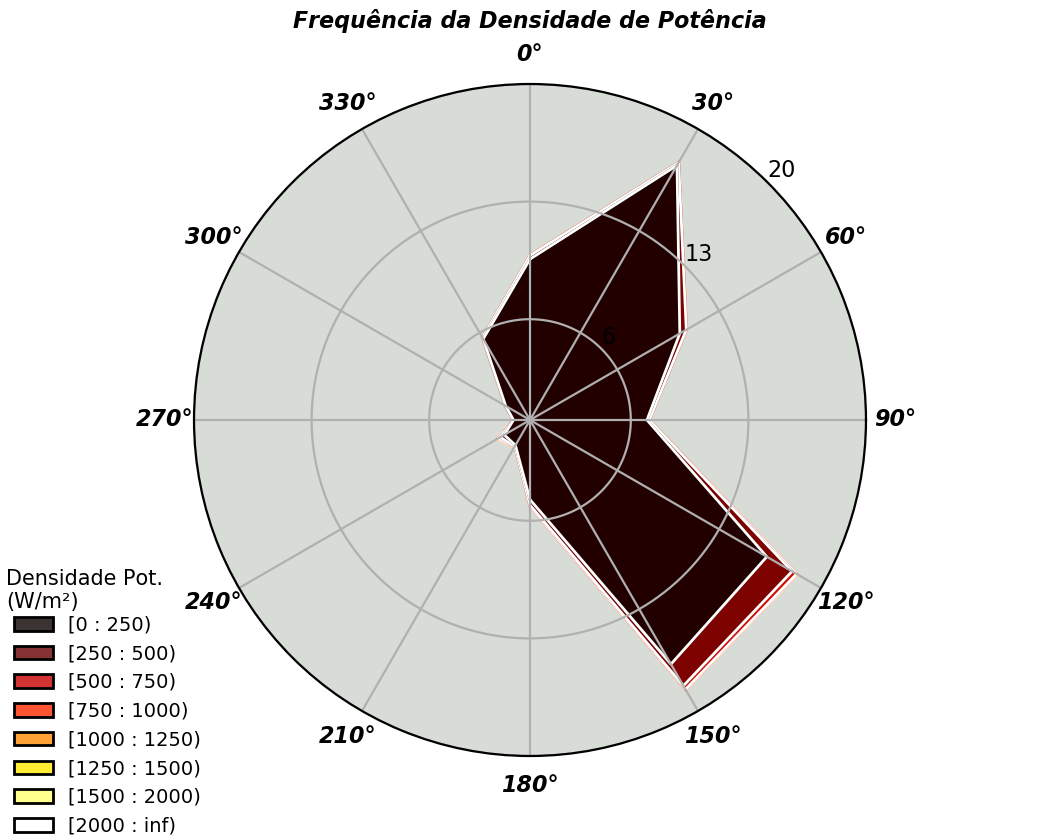 Frequência da Densidade de Potência
0°
330°
30°
20
300°
60°
13
6
270°
90°
240°
120°
210°
150°
180°
Densidade Pot.
(W/m²)
[0 : 250)
[250 : 500)
[500 : 750)
[750 : 1000)
[1000 : 1250)
[1250 : 1500)
[1500 : 2000)
[2000 : inf)